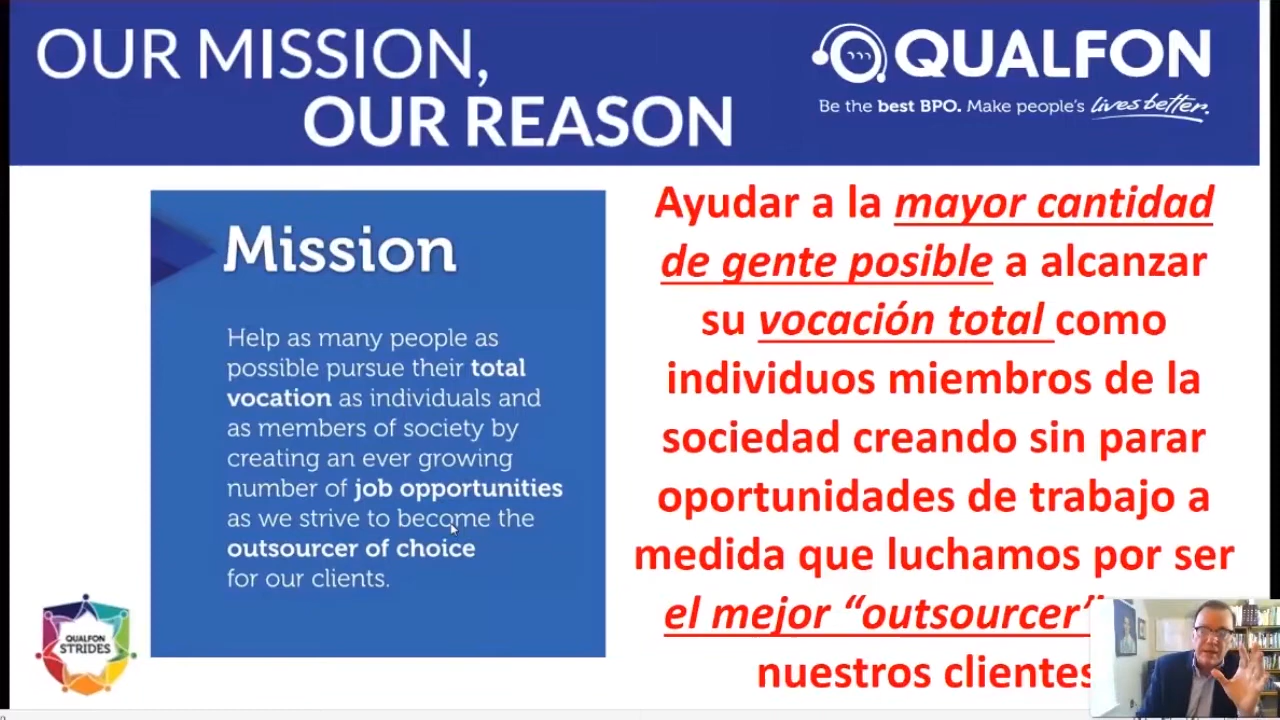 OUR MISSION,
OUR REASON
QUALFON
Be the best BPO. Make people's lives better.
Mission
Help as many people as
possible pursue their total
vocation as individuals and
as members of society by
creating an ever growing
number of job opportunities
as we strive to become the
outsourcer of choice
for our clients.
Ayudar a la mayor cantidad
de gente posible a alcanzar
su vocación total como
individuos miembros de la
sociedad creando sin parar
oportunidades de trabajo a
medida que luchamos por ser
el mejor “outsourcer”
nuestros clientes
QUALFON
STRIDES